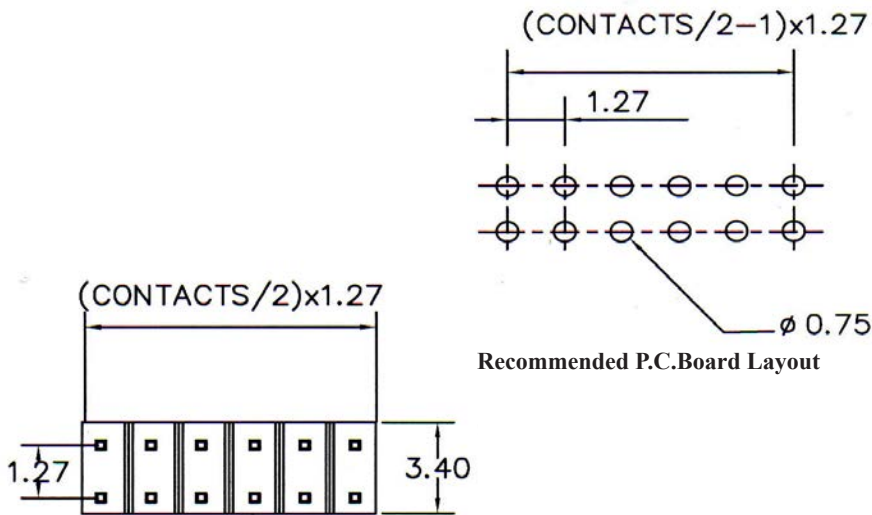 (CONTACTS/2-1)x1.27
1.27
ø 0.75
Recommended P.C.Board Layout
(CONTACTS/2)x1.27
1.27
3.40